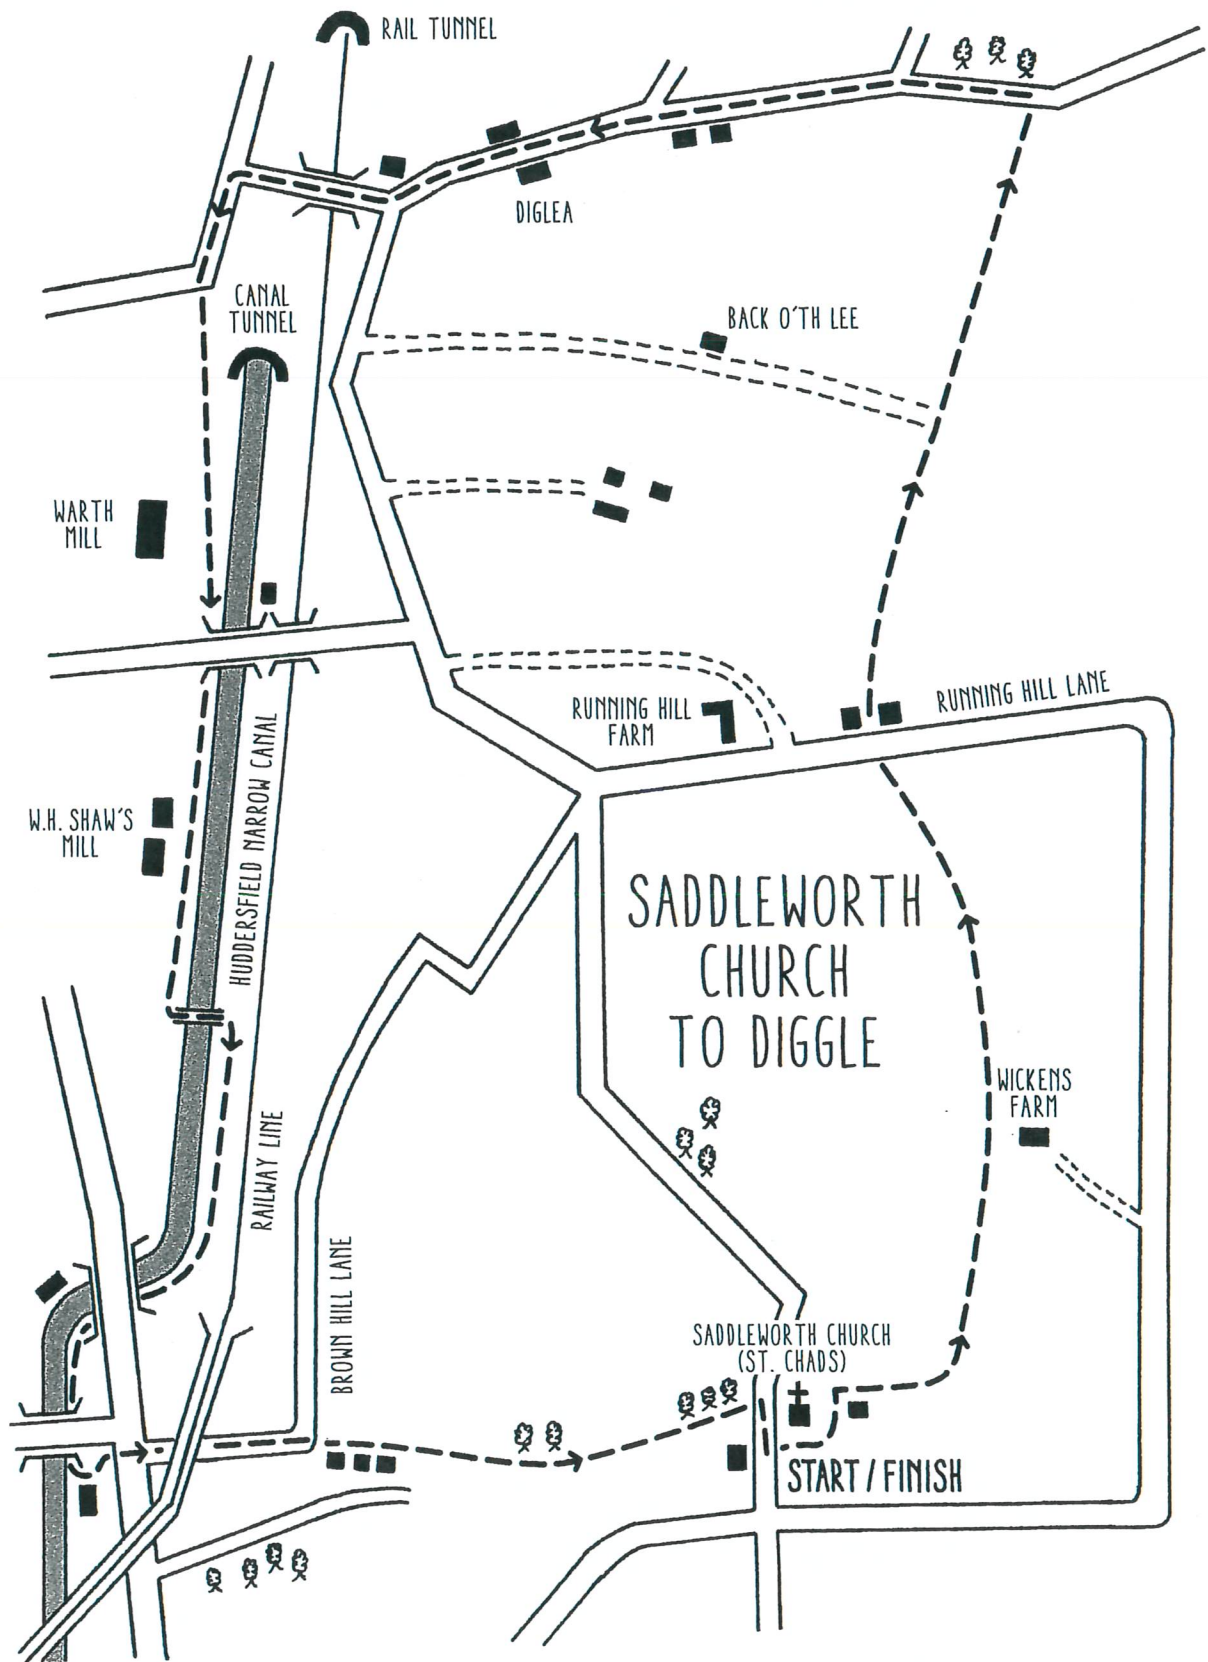 RAIL TUNNEL
DIGLEA
CANAL
TUNNEL
BACK O'TH LEE
WARTH
MILL
RUNNING HILL LANE
RUNNING HILL
FARM
HUDDERSFIELD NARROW CANAL
W.H. SHAW'S
MILL
SADDLEWORTH
CHURCH
TO DIGGLE
WICKENS
FARM
RAILWAY LINE
BROWN HILL LANE
SADDLEWORTH CHURCH
(ST. CHADS)
START / FINISH